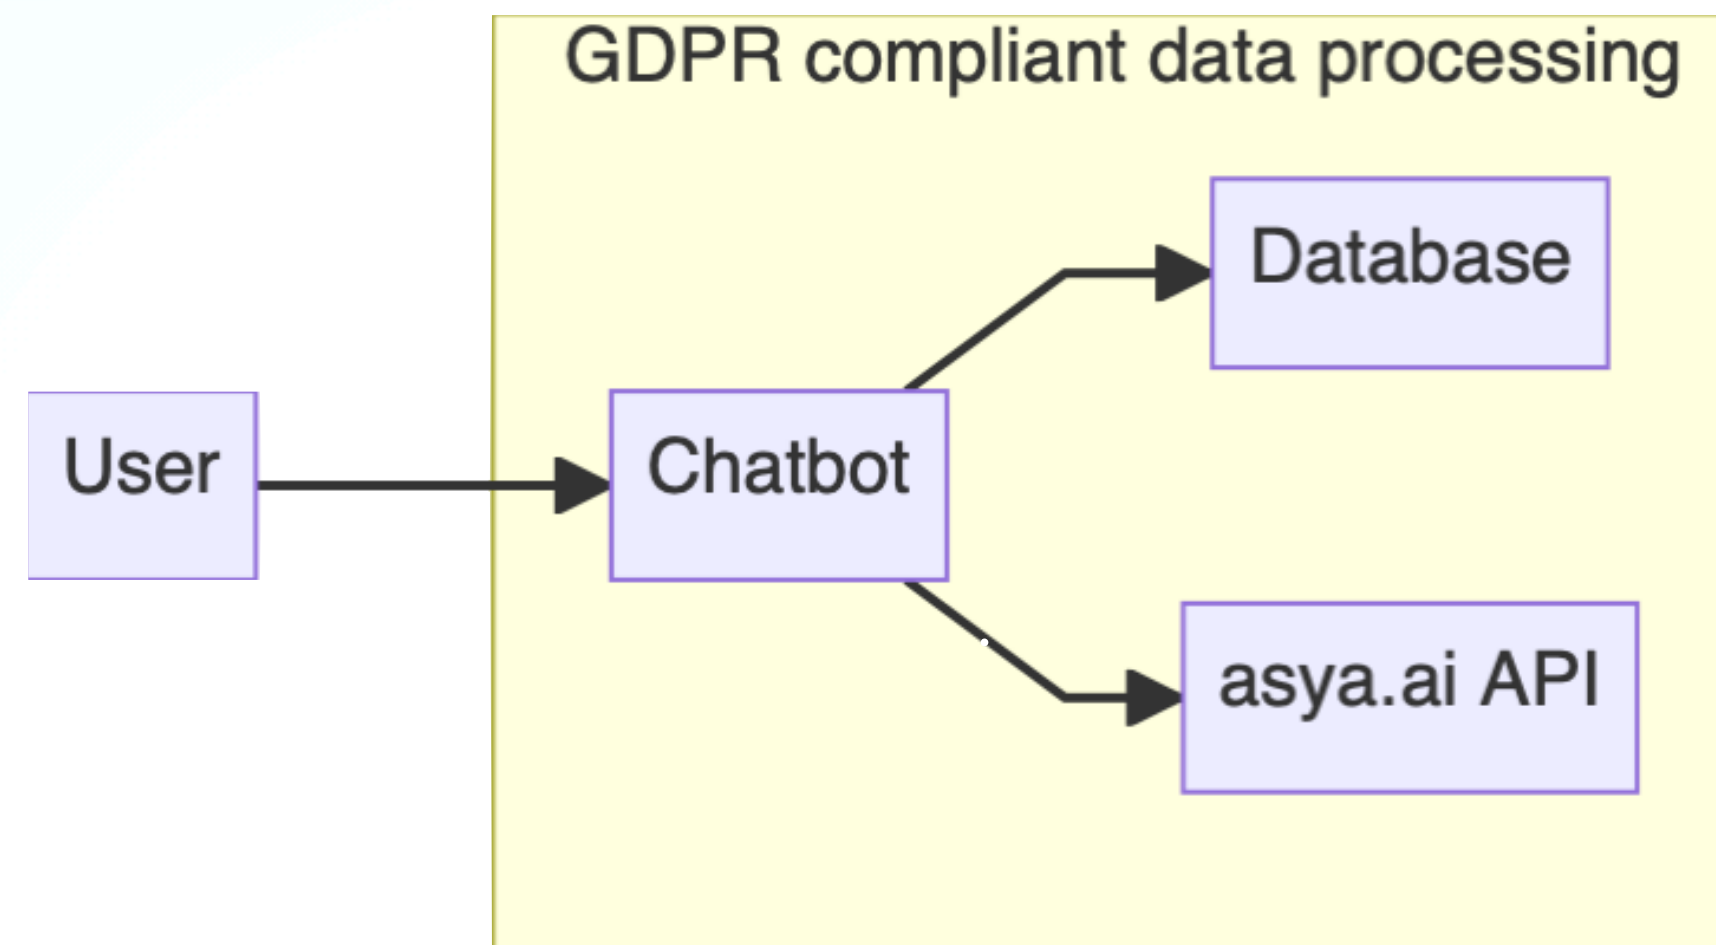 GDPR compliant data processing
Database
User
Chatbot
asya.ai API